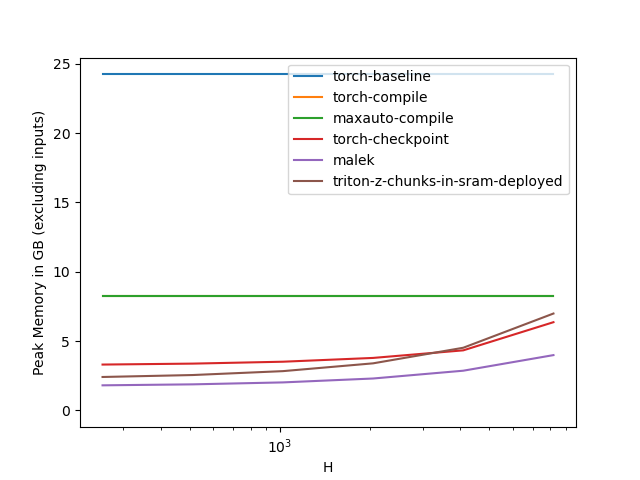 Peak Memory in GB (excluding inputs)
25
20
15
10
5
0
torch-baseline
torch-compile
maxauto-compile
torch-checkpoint
malek
triton-z-chunks-in-sram-deployed
10³
H